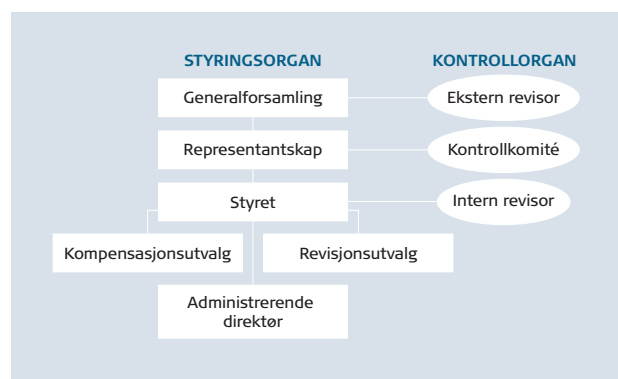 STYRINGSORGAN
KONTROLLORGAN
Generalforsamling
Ekstern revisor
Representantskap
Kontrollkomité
Styret
Intern revisor
Kompensasjonsutvalg
Revisjonsutvalg
Administrerende
direktør